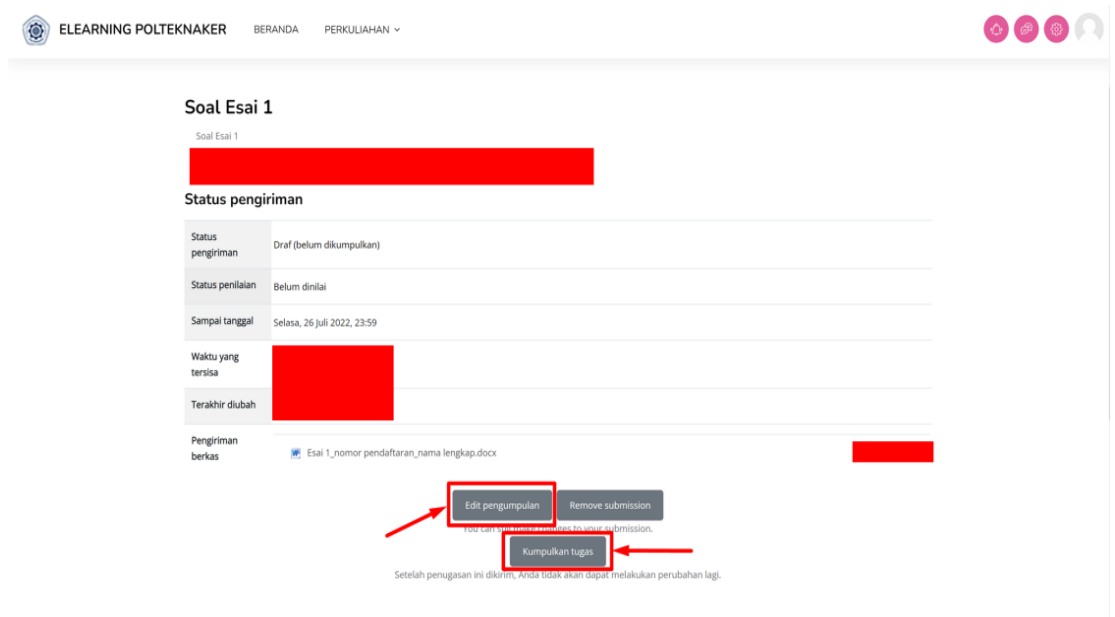 ELEARNING POLTEKNAKER BERANDA PERKULIAHAN
Soal Esai 1
Soal Esai 1
Status pengiriman
Status pengiriman Draf (belum dikumpulkan)
Status penilaian Belum dinilai
Sampai tanggal Selasa, 26 Juli 2022, 23:59
Waktu yang tersisa
Terakhir diubah
Pengiriman berkas Esai 1_nomor pendaftaran_nama lengkap.docx
Edit pengumpulan Remove submission
You can still make changes to your submission.
Kumpulkan tugas
Setelah penugasan ini dikirim, Anda tidak akan dapat melakukan perubahan lagi.